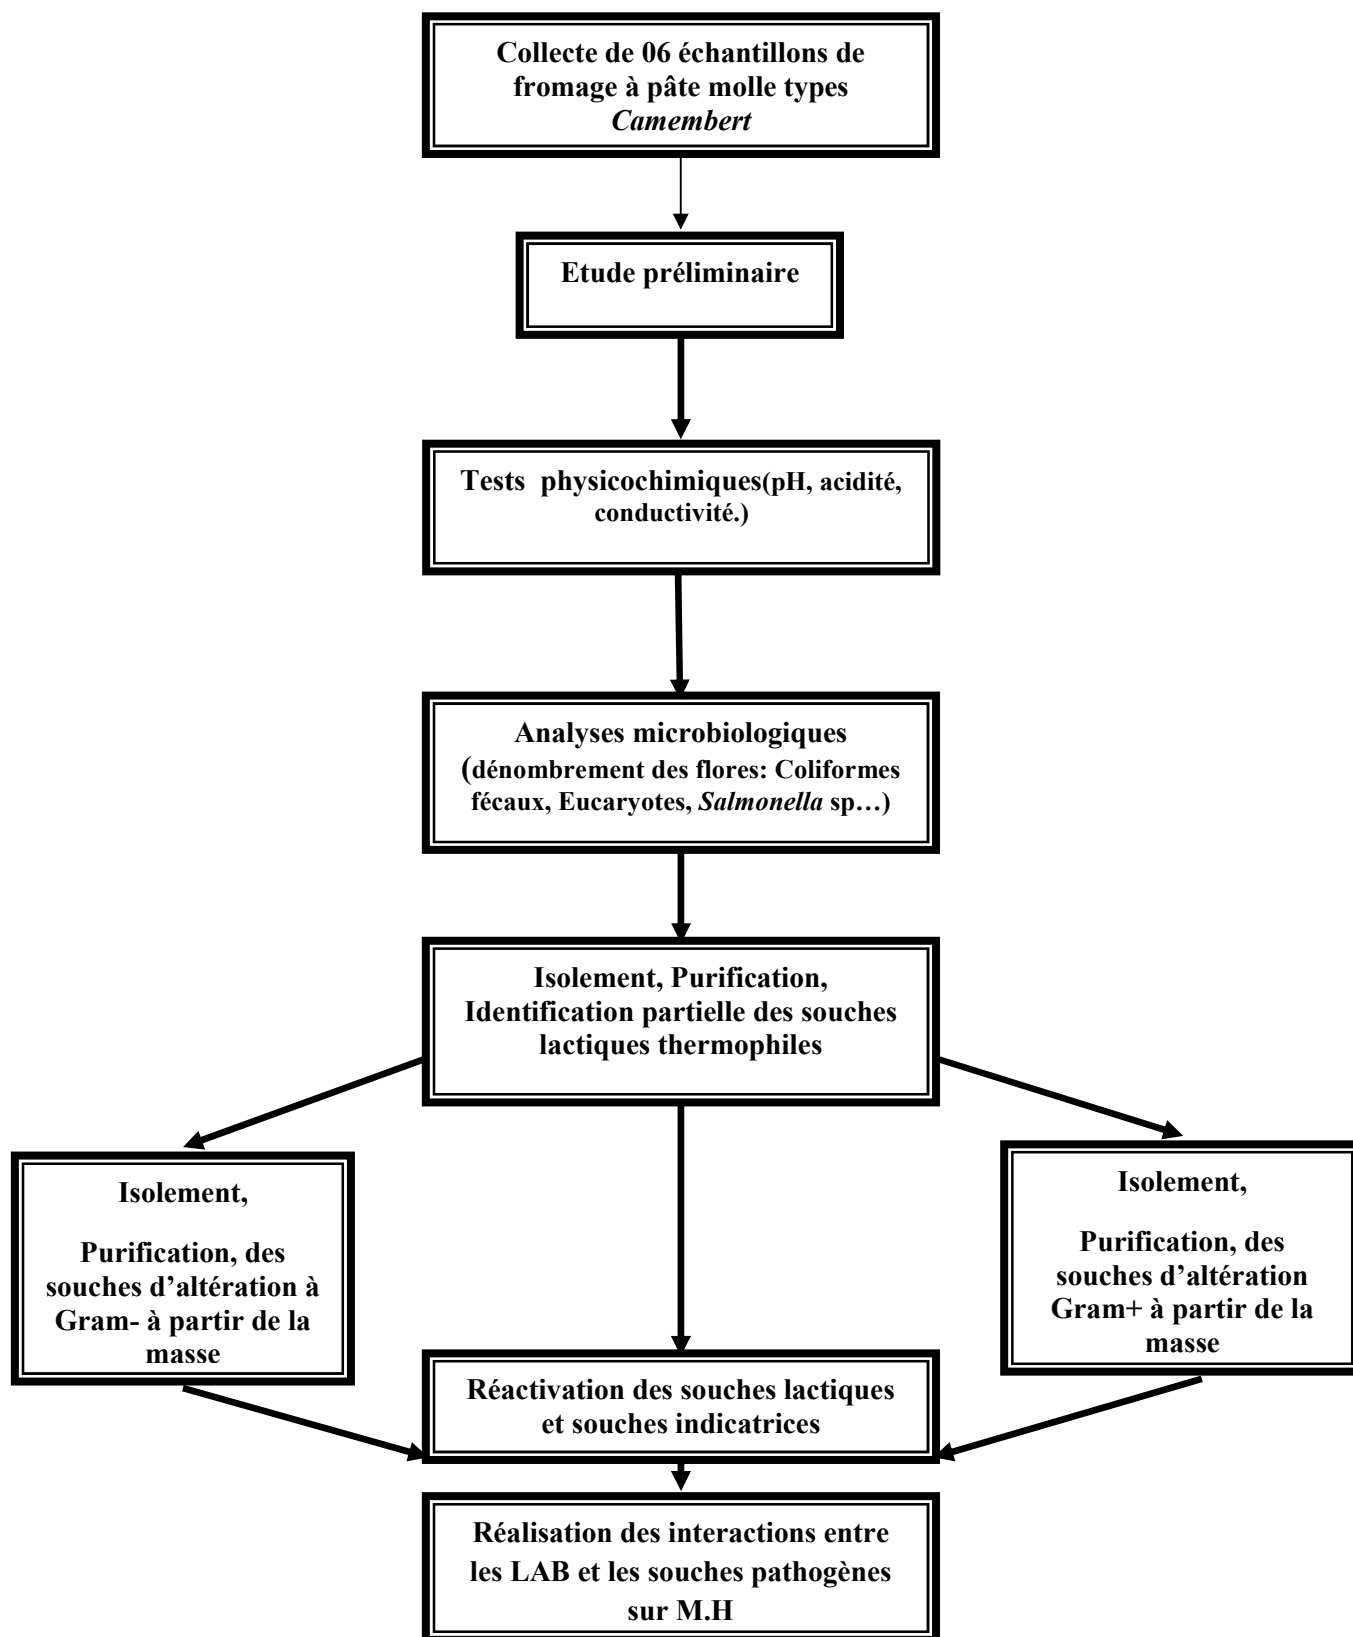 Collecte de 06 échantillons de
fromage à pâte molle types
Camembert
Etude préliminaire
Tests  physicochimiques(pH, acidité,
conductivité.)
Analyses microbiologiques
(dénombrement des flores: Coliformes
fécaux, Eucaryotes, Salmonella sp…)
Isolement, Purification,
Identification partielle des souches
lactiques thermophiles
Isolement,
Purification, des
souches d’altération à
Gram- à partir de la
masse
Isolement,
Purification, des
souches d’altération
Gram+ à partir de la
masse
Réactivation des souches lactiques
et souches indicatrices
Réalisation des interactions entre
les LAB et les souches pathogènes
sur M.H